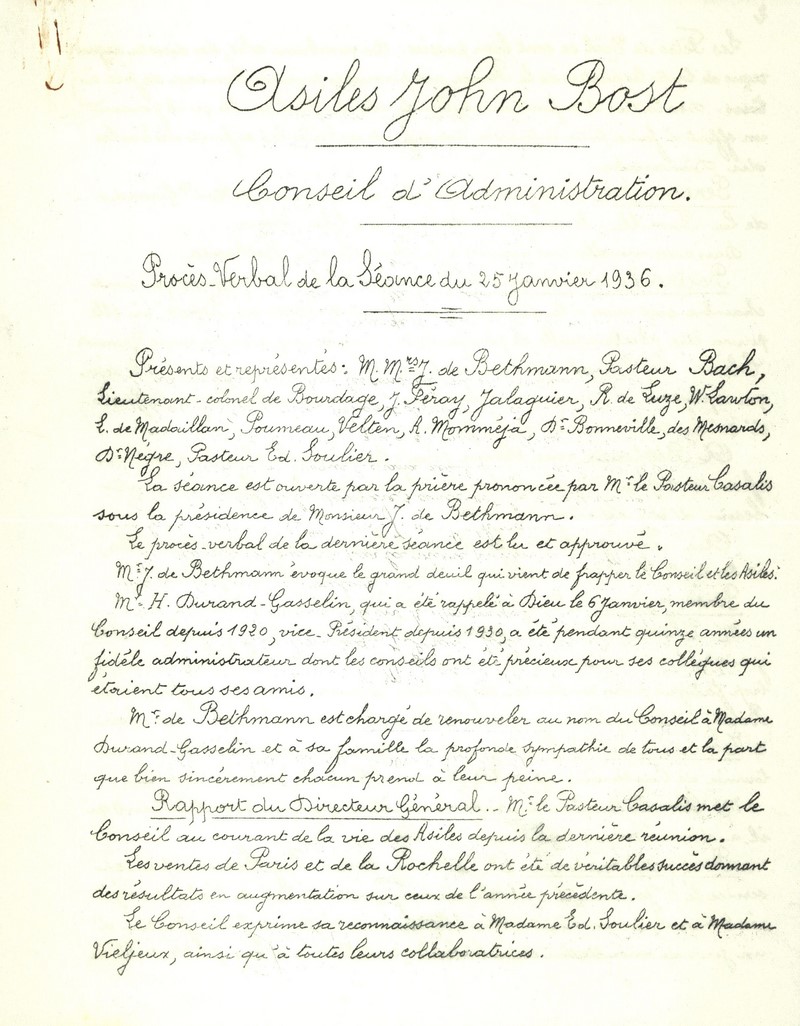 Asiles John Bost
Conseil d'Administration.
Procès-Verbal de la Séance du 25 Janvier 1936.
Présents et représentés: M.Mrs J. de Bethmann, Pasteur Bach,
Lieutenant-colonel de Bourdage, J. Féray, Jalaguier, R. de Luze, W. Lawton,
L. de Madaillan, Poumeau, Velten, A. Momméja, Dr Bonneville, des Mesnards,
Dr Nègre, Pasteur Ed. Soulier.
La séance est ouverte par la prière prononcée par Mr le Pasteur Casalis
sous la présidence de Monsieur J. de Bethmann.
Le procès-verbal de la dernière séance est lu et approuvé.
Mr J. de Bethmann évoque le grand deuil qui vient de frapper le Conseil et les Asiles:
Mr H. Durand-Gasselin, qui a été rappelé à Dieu le 6 Janvier, membre du
Conseil depuis 1920, vice-Président depuis 1930, a été pendant quinze années un
fidèle administrateur dont les conseils ont été précieux pour ses collègues qui
étaient tous ses amis.
Mr de Bethmann est chargé de renouveler au nom du Conseil à Madame
Durand-Gasselin et à sa famille la profonde sympathie de tous et la part
que bien sincèrement chacun prend à leur peine.
Rapport du Directeur Général.- Mr le Pasteur Casalis met le
Conseil au courant de la vie des Asiles depuis la dernière réunion.
Les ventes de Paris et de la Rochelle ont été de veritables succès donnant
des résultats en augmentation sur ceux de l'année précédente.
Le Conseil exprime sa reconnaissance à Madame Ed. Soulier et à Madame
Vieljeux, ainsi qu'à toutes leurs collaboratrices.